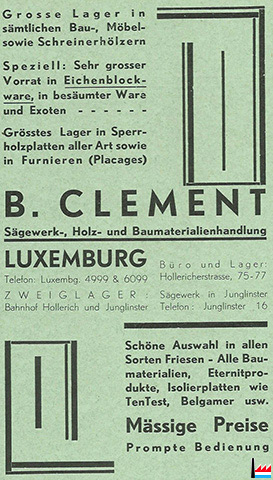 Grosse Lager in
sämtlichen Bau-, Möbel-
sowie Schreinerhölzern
Speziell: Sehr grosser
Vorrat in Eichenblock-
ware, in besäumter Ware
und Exoten - - - - - -
Grösstes Lager in Sperr-
holzplatten aller Art sowie
in Furnieren (Placages)
B. CLEMENT
Sägewerk-, Holz- und Baumaterialienhandlung
LUXEMBURG
Telefon: Luxembg. 4999 & 6099
Büro und Lager:
Hollericherstrasse, 75-77
ZWEIGLAGER:
Bahnhof Hollerich und Junglinster
Sägewerk in Junglinster
Telefon: Junglinster 16
Schöne Auswahl in allen
Sorten Friesen - Alle Bau-
materialien, Eternitpro-
dukte, Isolierplatten wie
TenTest, Belgamer usw.
Mässige Preise
Prompte Bedienung